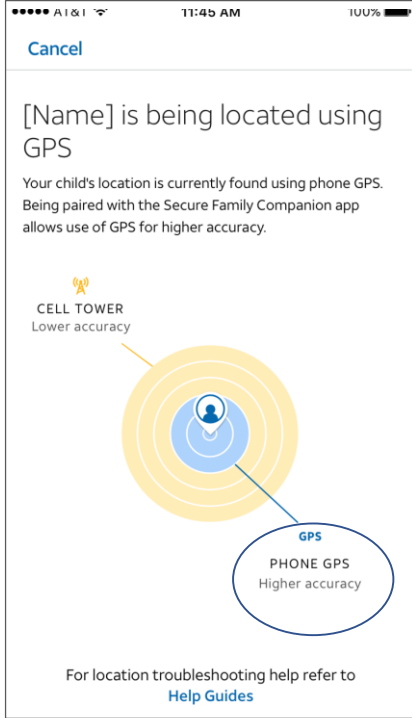 AT&T 11:45 AM 100%
Cancel
[Name] is being located using
GPS
Your child's location is currently found using phone GPS.
Being paired with the Secure Family Companion app
allows use of GPS for higher accuracy.
CELL TOWER
Lower accuracy
GPS
PHONE GPS
Higher accuracy
For location troubleshooting help refer to
Help Guides